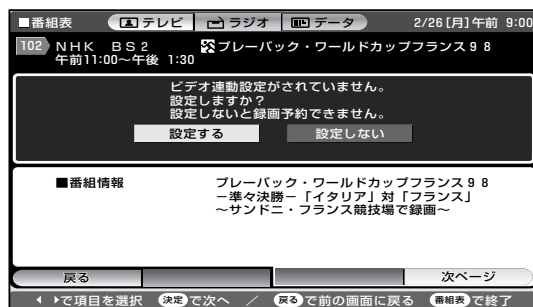 ■番組表 テレビ ラジオ データ 2/26[月]午前 9:00
102 NHK BS2 プレーバック・ワールドカップフランス98
午前11:00~午後 1:30
ビデオ連動設定がされていません。
設定しますか?
設定しないと録画予約できません。
設定する 設定しない
■番組情報 プレーバック・ワールドカップフランス98
-準々決勝-「イタリア」対「フランス」
~サンドニ・フランス競技場で録画~
戻る 次ページ
で項目を選択 決定で次へ / 戻るで前の画面に戻る 番組表で終了